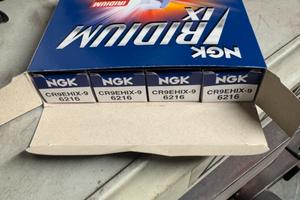 IRIDIUM
NGK
IRIDIUM IX
NGK
CR9EHIX-9
6216
NGK
CR9EHIX-9
6216
NGK
CR9EHIX-9
6216
NGK
CR9EHIX-9
6216